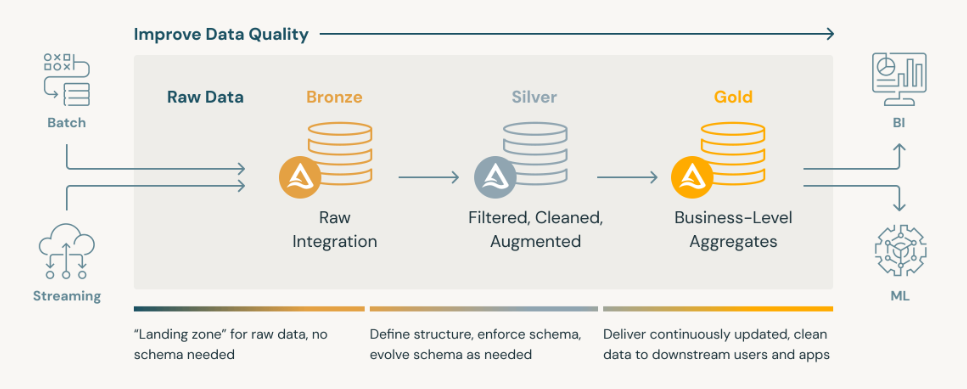 Improve Data Quality
Raw Data
Bronze
Silver
Gold
Batch
BI
Raw
Integration
Filtered, Cleaned,
Augmented
Business-Level
Aggregates
Streaming
ML
“Landing zone” for raw data, no
schema needed
Define structure, enforce schema,
evolve schema as needed
Deliver continuously updated, clean
data to downstream users and apps